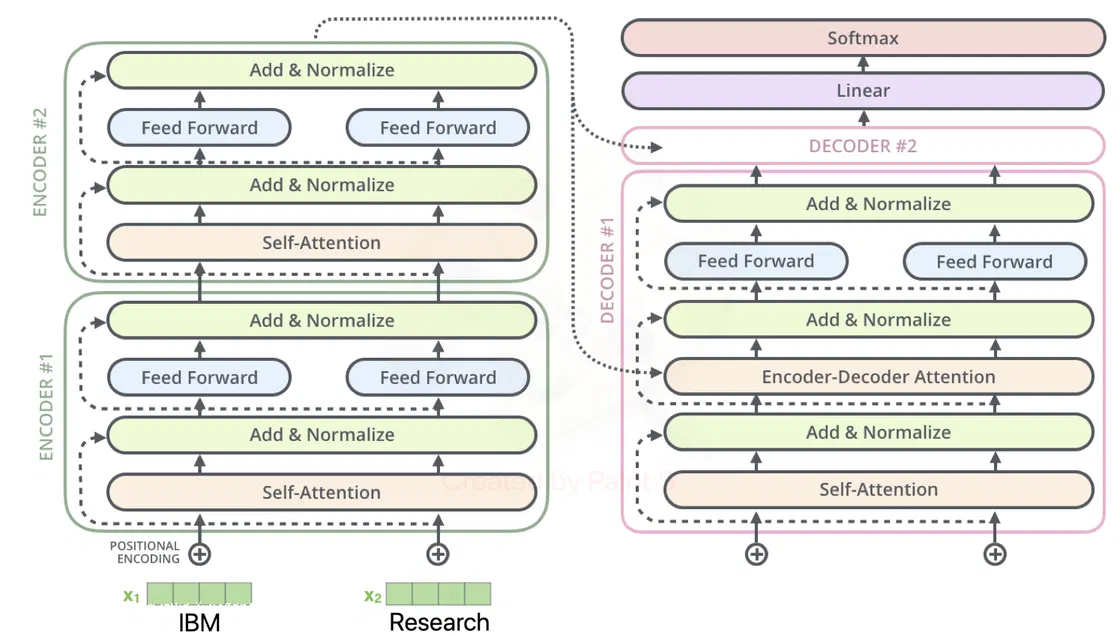 ENCODER #2
Add & Normalize
Feed Forward
Feed Forward
Add & Normalize
Self-Attention
ENCODER #1
Add & Normalize
Feed Forward
Feed Forward
Add & Normalize
Self-Attention
POSITIONAL
ENCODING
x₁
x₂
IBM
Research
Softmax
Linear
DECODER #2
DECODER #1
Add & Normalize
Feed Forward
Feed Forward
Add & Normalize
Encoder-Decoder Attention
Add & Normalize
Self-Attention
Created by